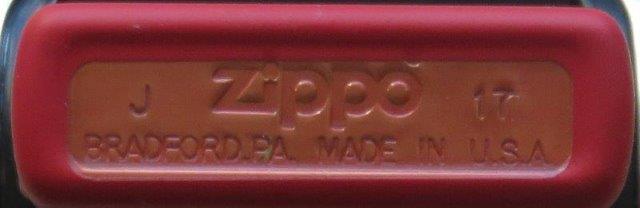 J Zippo 17
BRADFORD, PA. MADE IN U.S.A